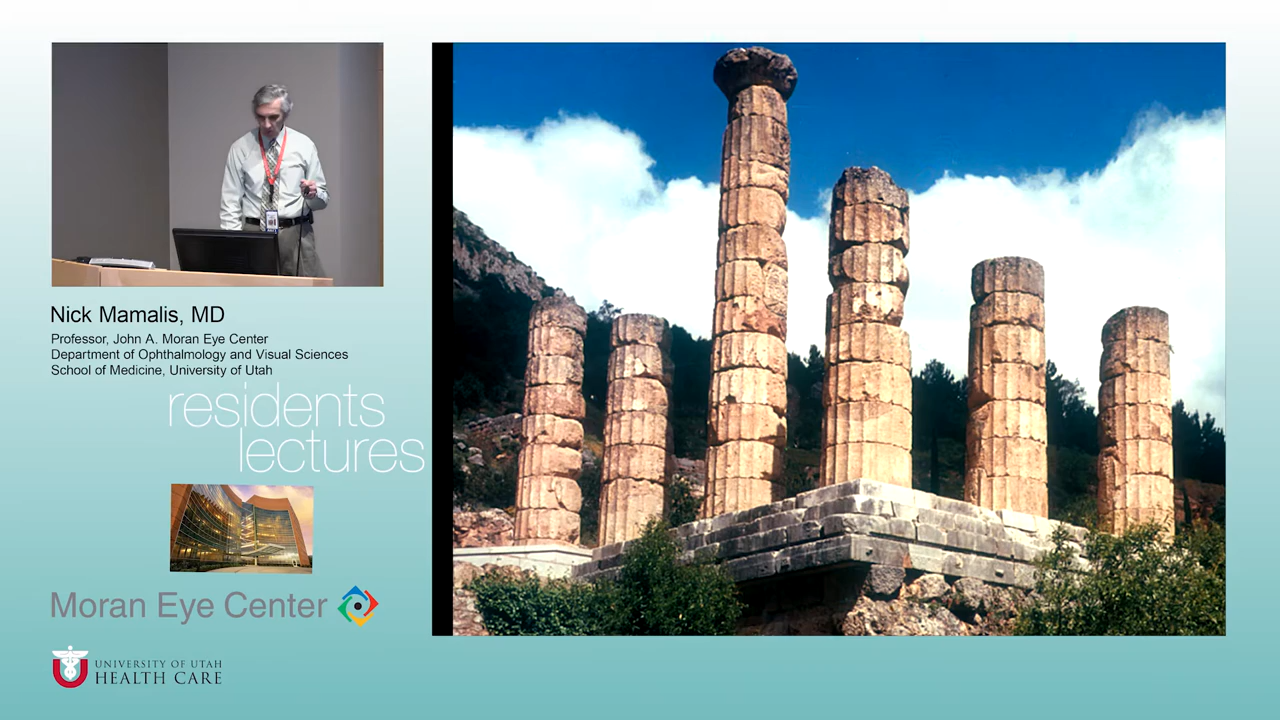 Nick Mamalis, MD
Professor, John A. Moran Eye Center
Department of Ophthalmology and Visual Sciences
School of Medicine, University of Utah
residents
lectures
Moran Eye Center
UNIVERSITY OF UTAH
HEALTH CARE